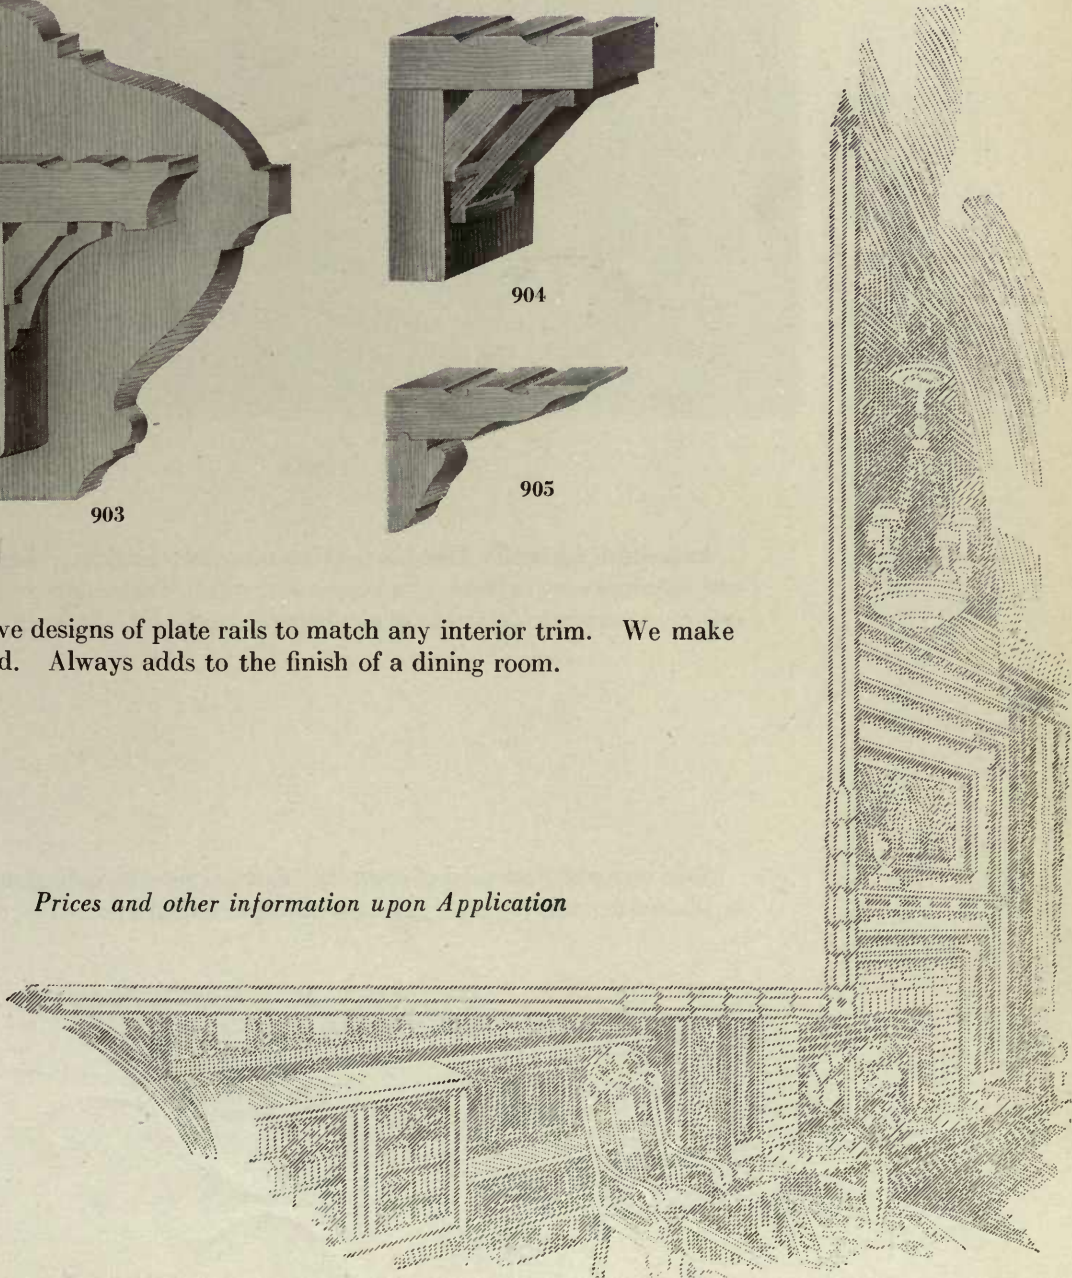 904
905
903
ve designs of plate rails to match any interior trim. We make
d. Always adds to the finish of a dining room.
Prices and other information upon Application